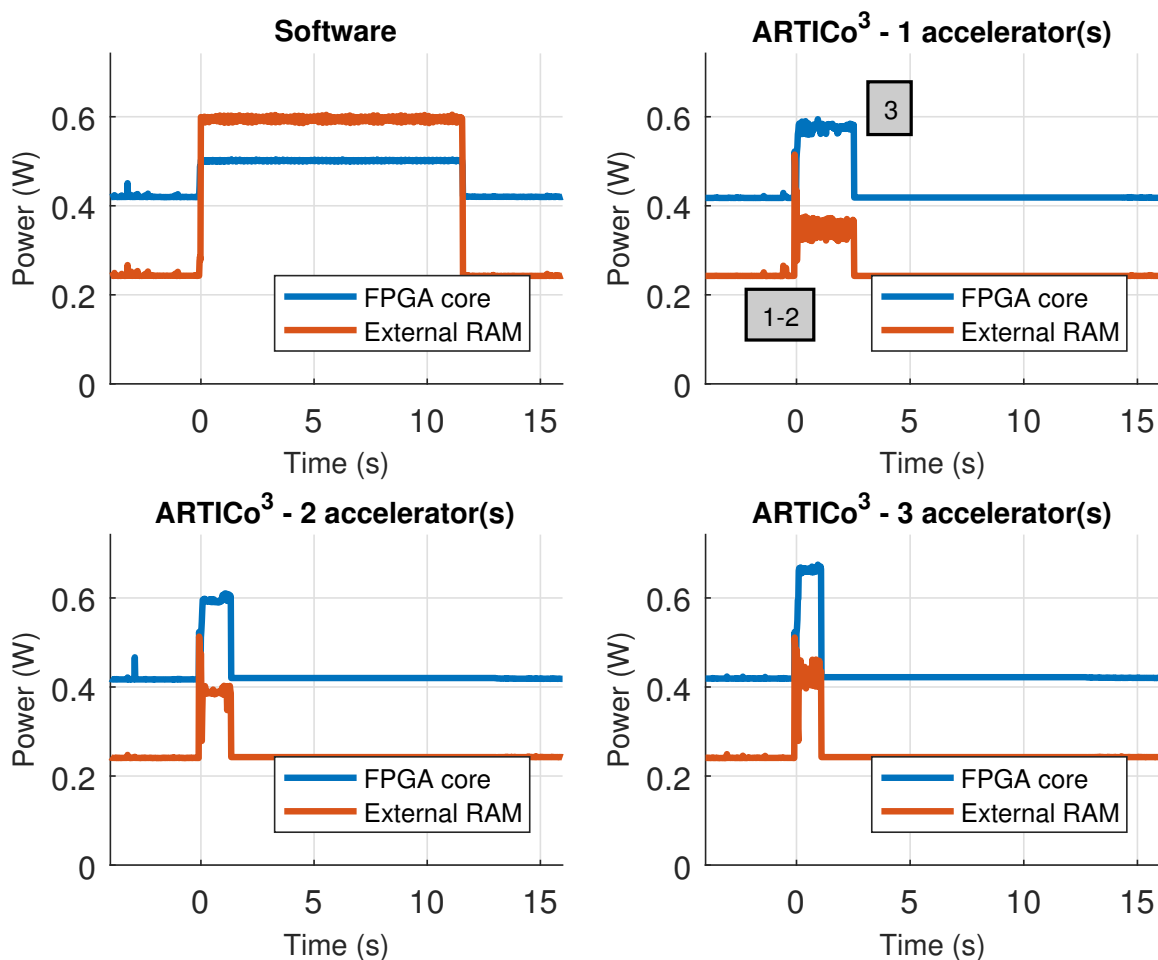 Software
Power (W)
0.6
0.4
0.2
0
FPGA core
External RAM
0
5
10
15
Time (s)
ARTICo³ - 1 accelerator(s)
Power (W)
0.6
0.4
0.2
0
3
1-2
FPGA core
External RAM
0
5
10
15
Time (s)
ARTICo³ - 2 accelerator(s)
Power (W)
0.6
0.4
0.2
0
FPGA core
External RAM
0
5
10
15
Time (s)
ARTICo³ - 3 accelerator(s)
Power (W)
0.6
0.4
0.2
0
FPGA core
External RAM
0
5
10
15
Time (s)